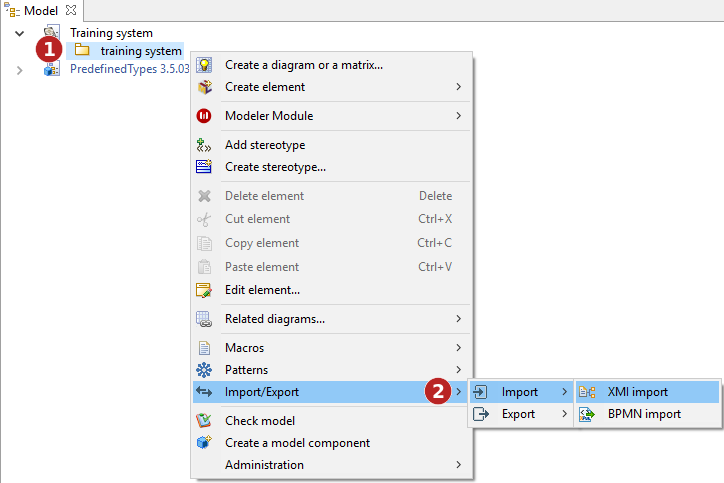 Model
Training system
1 training system
PredefinedTypes 3.5.03
Create a diagram or a matrix...
Create element
Modeler Module
Add stereotype
Create stereotype...
Delete element Delete
Cut element Ctrl+X
Copy element Ctrl+C
Paste element Ctrl+V
Edit element...
Related diagrams...
Macros
Patterns
Import/Export 2 Import XMI import
Export BPMN import
Check model
Create a model component
Administration